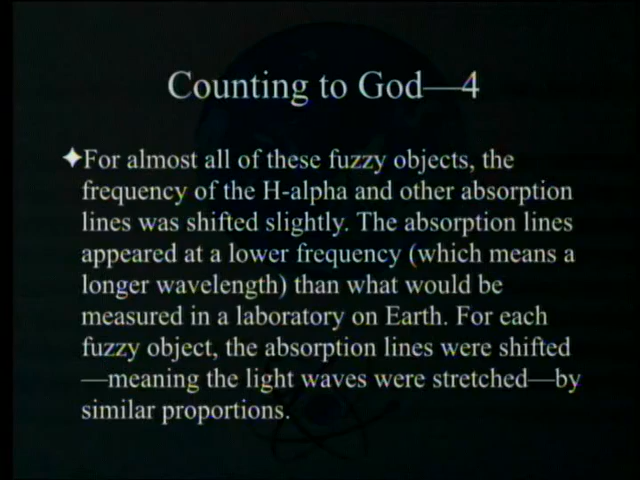 Counting to God—4
✦For almost all of these fuzzy objects, the
frequency of the H-alpha and other absorption
lines was shifted slightly. The absorption lines
appeared at a lower frequency (which means a
longer wavelength) than what would be
measured in a laboratory on Earth. For each
fuzzy object, the absorption lines were shifted
—meaning the light waves were stretched—by
similar proportions.